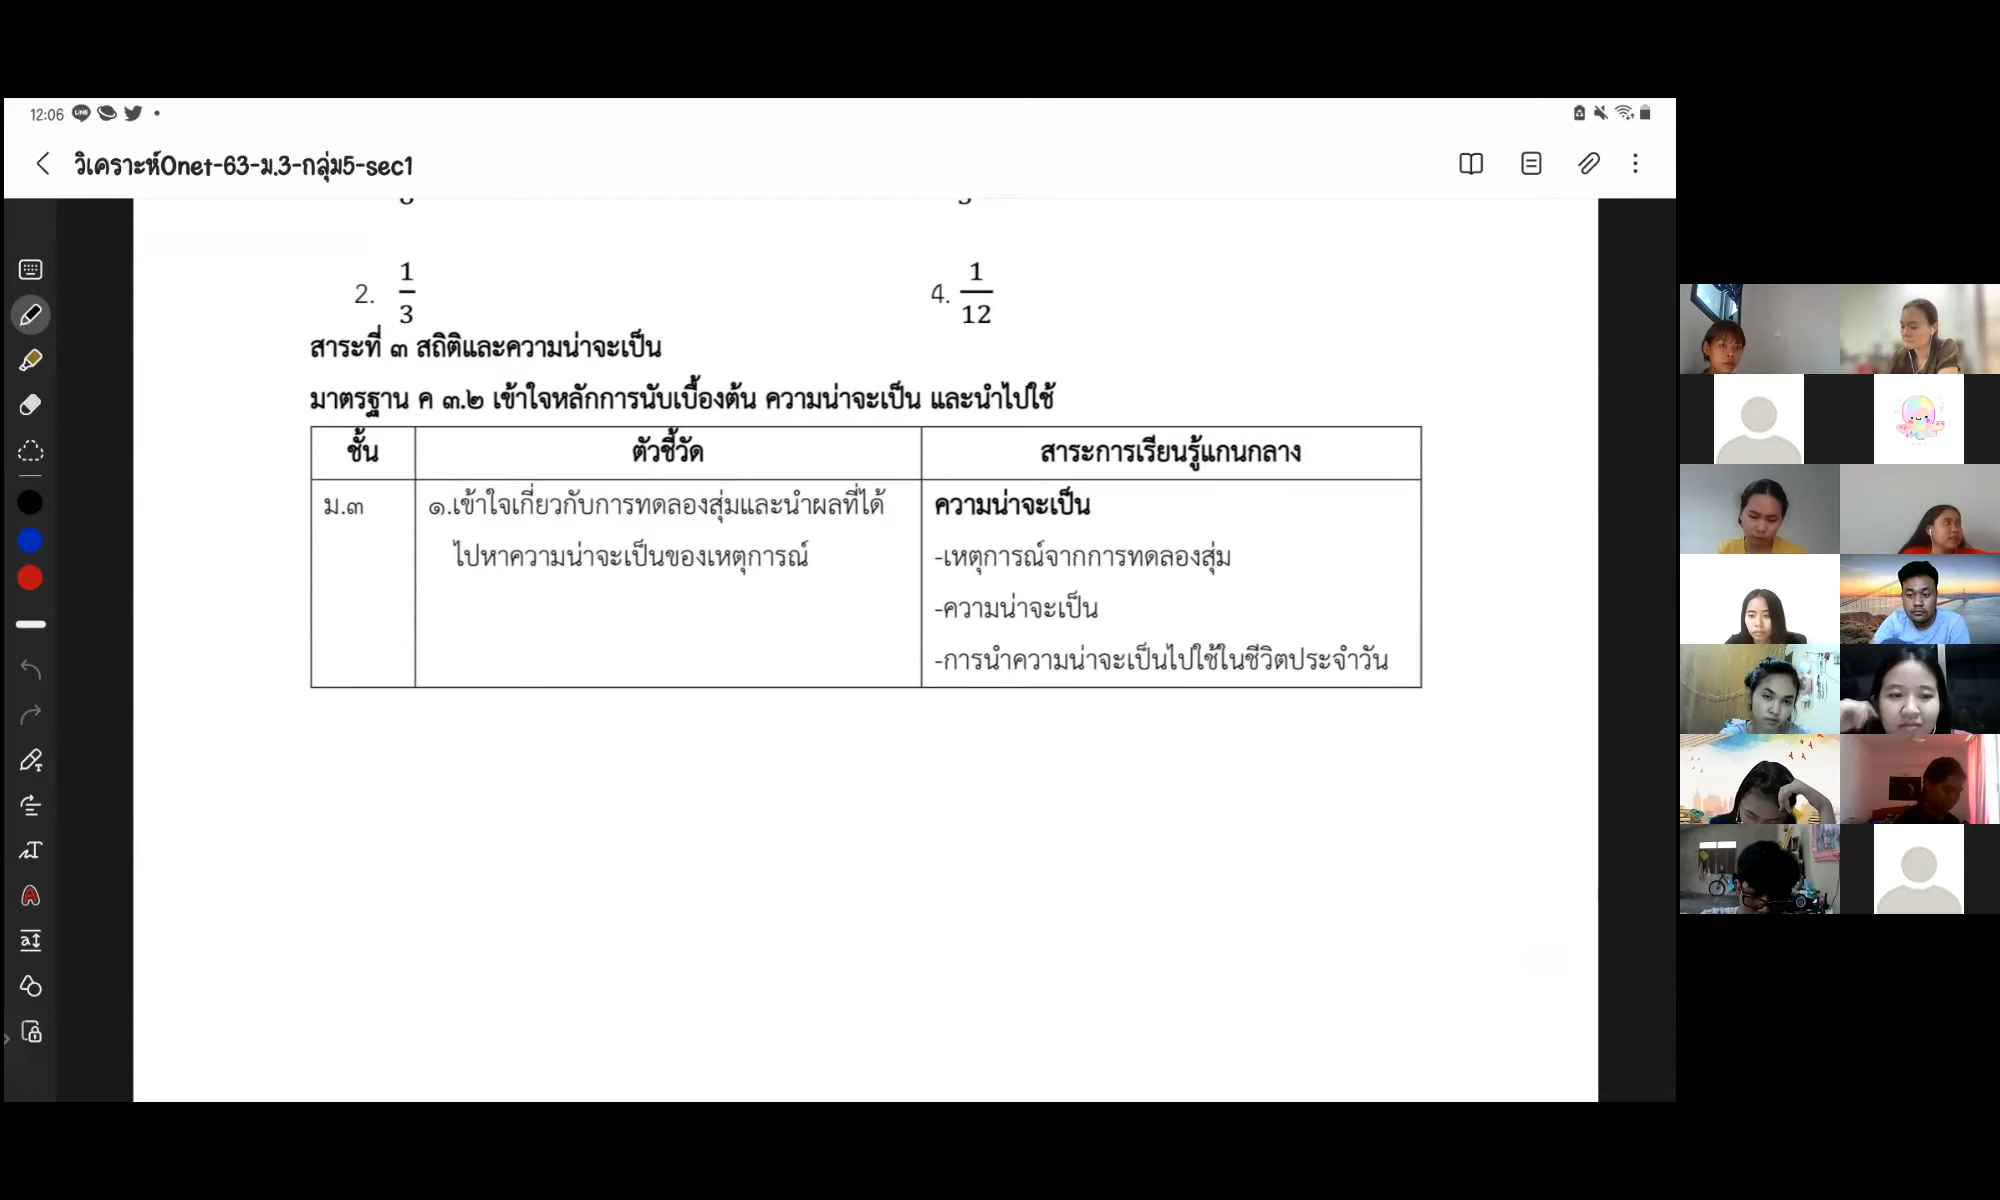 12:06
วิเคราะห์Onet-63-ม.3-กลุ่ม5-sec1
2. 1/3
4. 1/12
สาระที่ ๓ สถิติและความน่าจะเป็น
มาตรฐาน ค ๓.๒ เข้าใจหลักการนับเบื้องต้น ความน่าจะเป็น และนำไปใช้
ชั้น ตัวชี้วัด สาระการเรียนรู้แกนกลาง
ม.๓ ๑.เข้าใจเกี่ยวกับการทดลองสุ่มและนำผลที่ได้ ความน่าจะเป็น
ไปหาความน่าจะเป็นของเหตุการณ์ -เหตุการณ์จากการทดลองสุ่ม
-ความน่าจะเป็น
-การนำความน่าจะเป็นไปใช้ในชีวิตประจำวัน